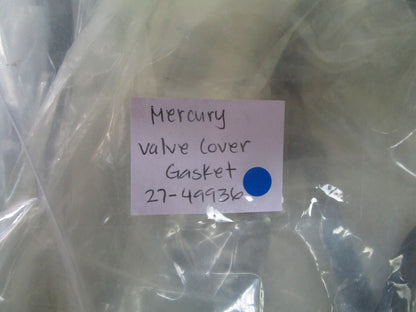 Mercury
Valve Cover
Gasket
27-49936